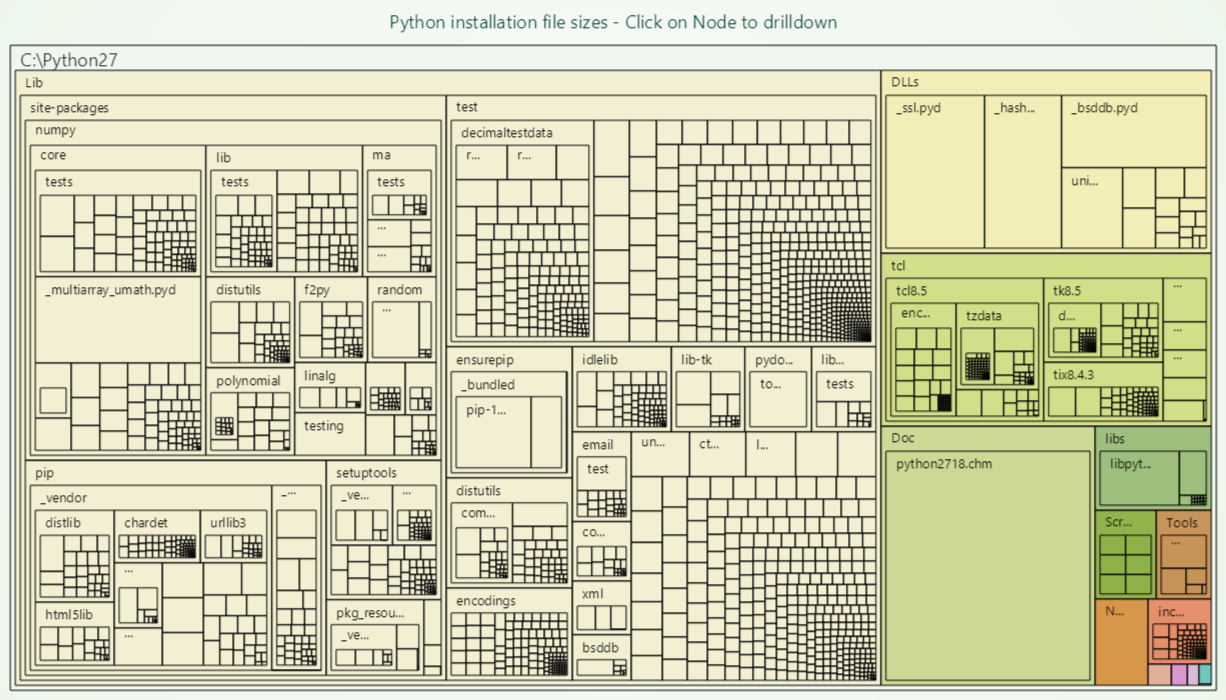 Python installation file sizes - Click on Node to drilldown
C:\Python27
Lib
site-packages
numpy
core
tests
lib
tests
ma
tests
...
...
_multiarray_umath.pyd
distutils
f2py
random
...
polynomial
linalg
testing
pip
_vendor
distlib
chardet
urllib3
...
html5lib
...
_...
setuptools
_ve...
...
pkg_resou...
_ve...
test
decimaltestdata
r...
r...
ensurepip
_bundled
pip-1...
idlelib
lib-tk
pydo...
to...
lib...
tests
distutils
com...
encodings
email
test
co...
xml
bsddb
un...
ct...
l...
DLLs
_ssl.pyd
_hash...
_bsddb.pyd
uni...
tcl
tcl8.5
enc...
tzdata
tk8.5
d...
tix8.4.3
...
...
...
Doc
python2718.chm
libs
libpyt...
Scr...
Tools
...
N...
inc...